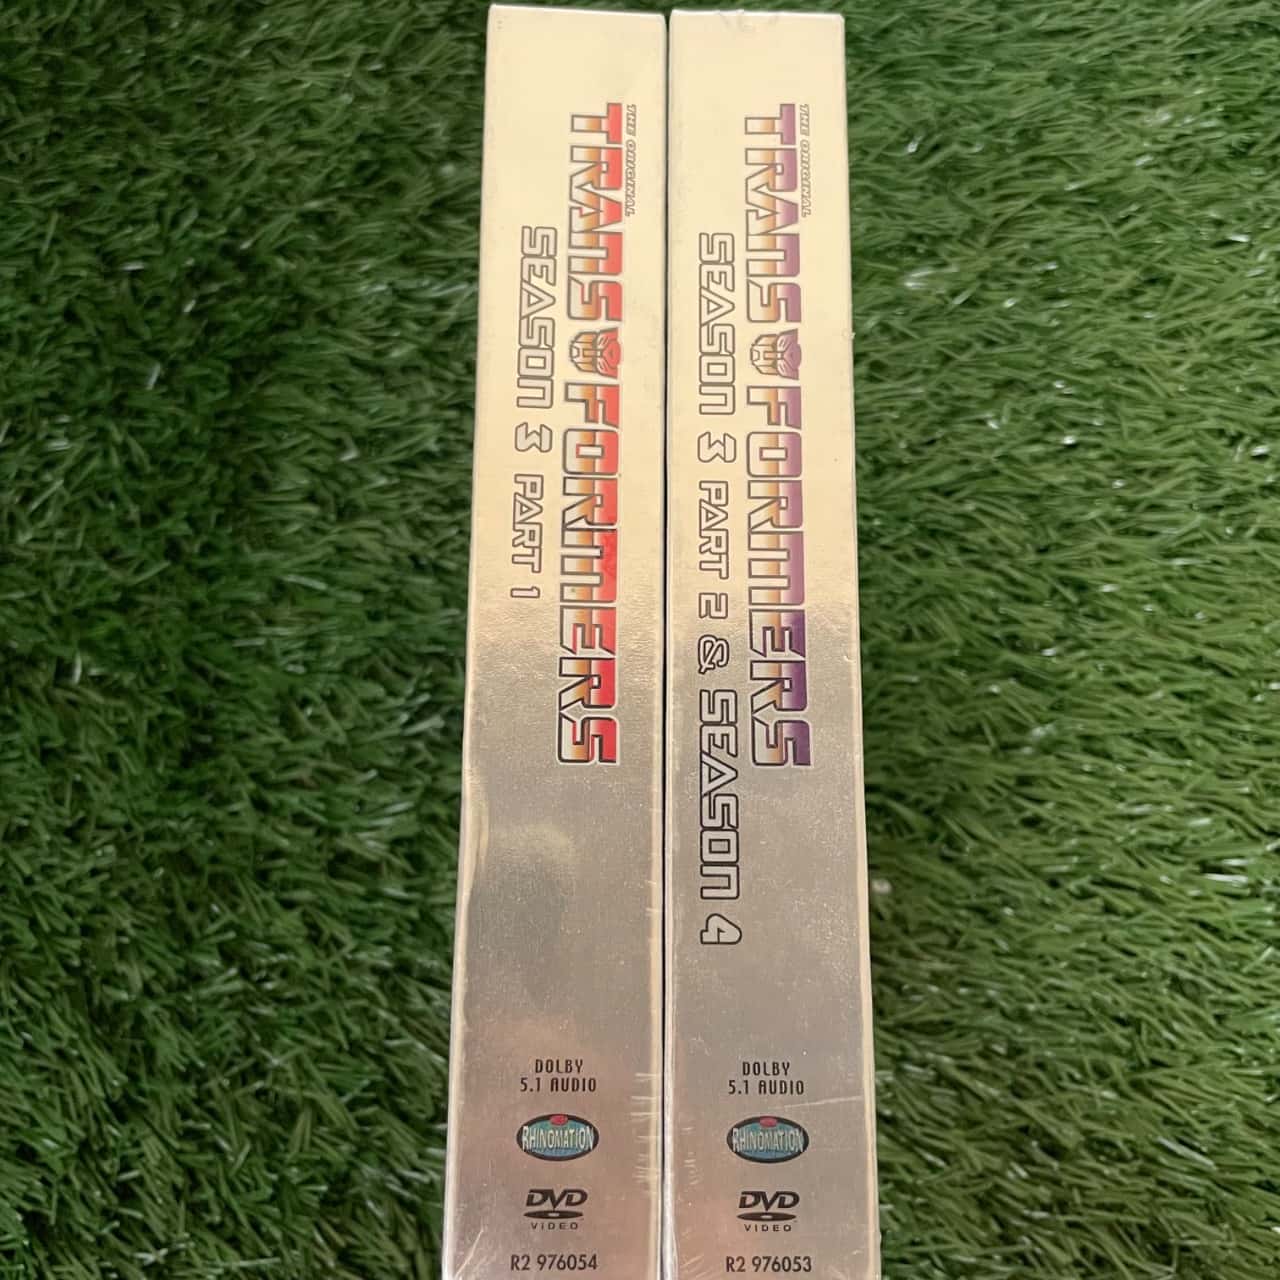 THE ORIGINAL
TRANSFORMERS
SEASON 3 PART 1
DOLBY
5.1 AUDIO
RHINOMATION
DVD
VIDEO
R2 976054
THE ORIGINAL
TRANSFORMERS
SEASON 3 PART 2 & SEASON 4
DOLBY
5.1 AUDIO
RHINOMATION
DVD
VIDEO
R2 976053